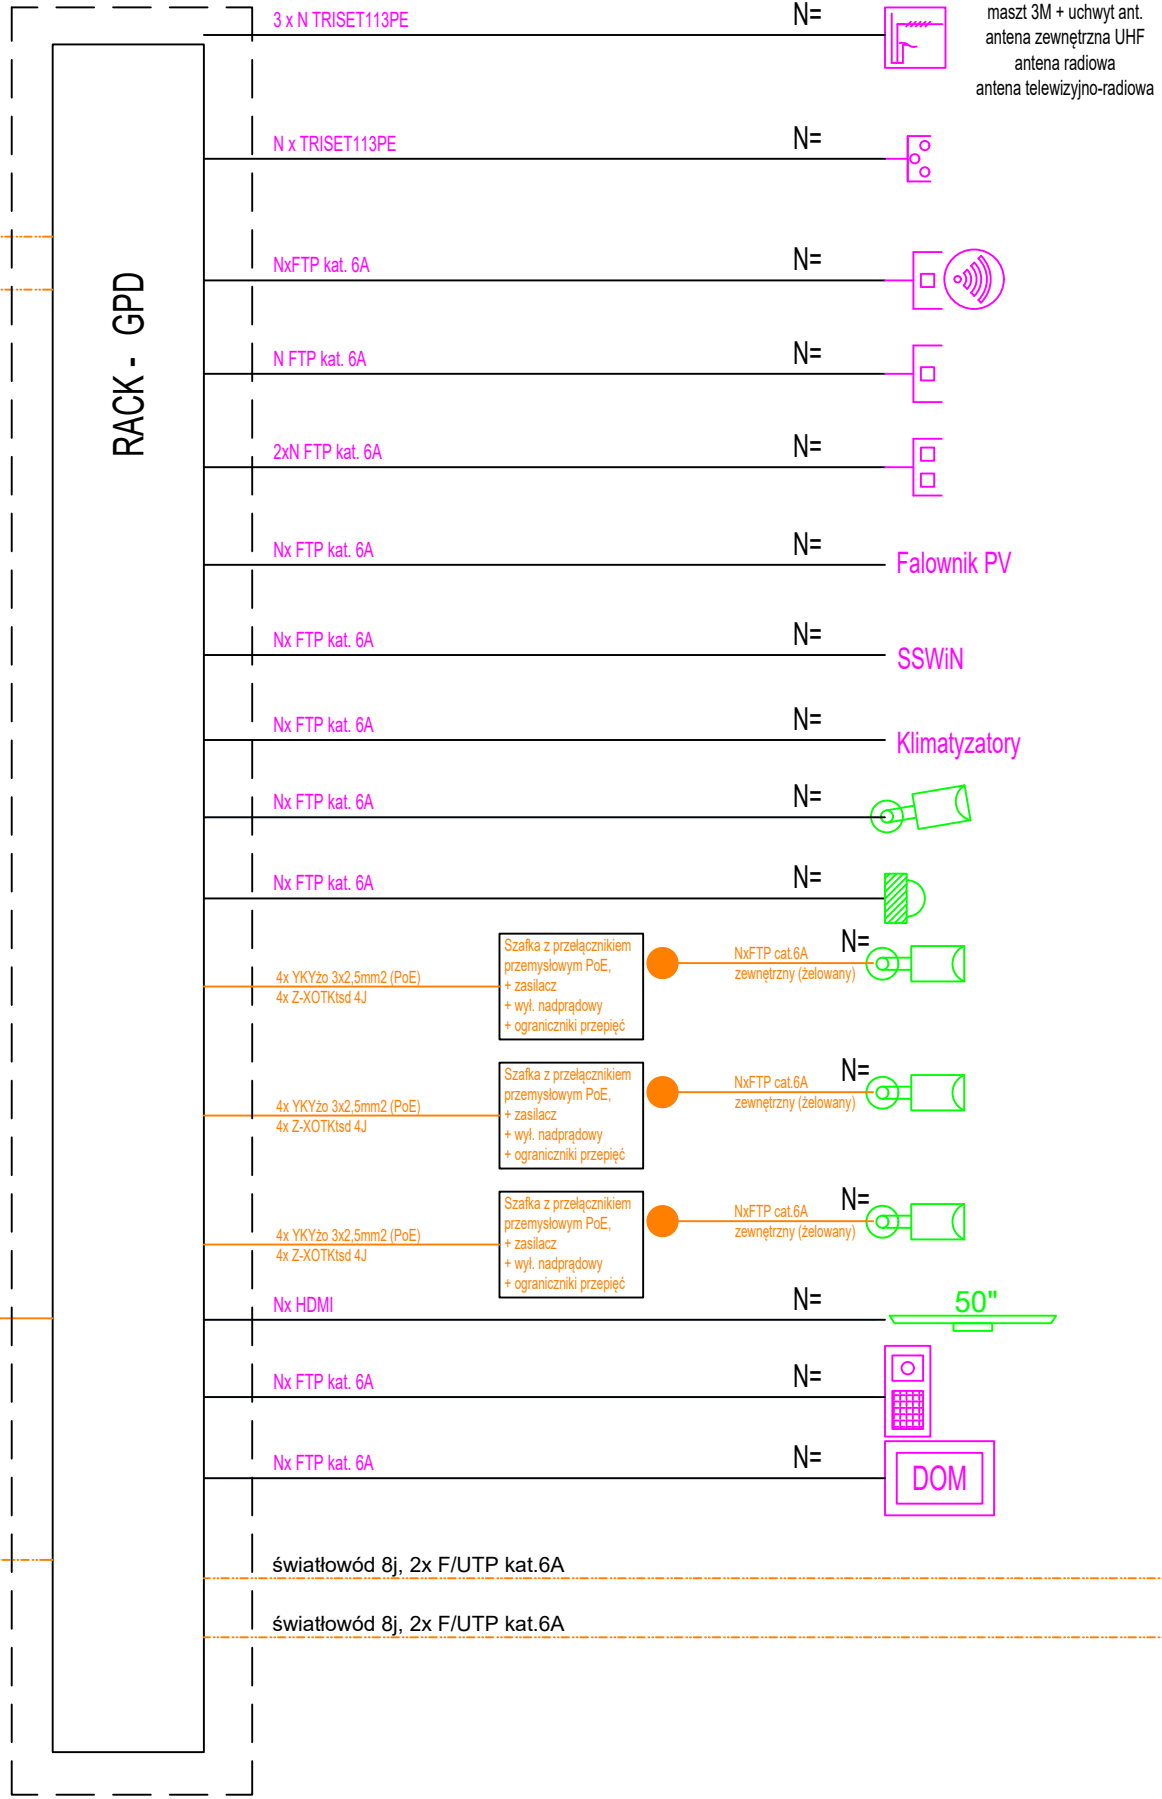 3 x N TRISET113PE
N=
maszt 3M + uchwyt ant.
antena zewnętrzna UHF
antena radiowa
antena telewizyjno-radiowa
N x TRISET113PE
N=
RACK - GPD
NxFTP kat. 6A
N=
N FTP kat. 6A
N=
2xN FTP kat. 6A
N=
Nx FTP kat. 6A
N=
Falownik PV
Nx FTP kat. 6A
N=
SSWiN
Nx FTP kat. 6A
N=
Klimatyzatory
Nx FTP kat. 6A
N=
Nx FTP kat. 6A
N=
4x YKYżo 3x2,5mm2 (PoE)
4x Z-XOTKtsd 4J
Szafka z przełącznikiem
przemysłowym PoE,
+ zasilacz
+ wył. nadprądowy
+ ograniczniki przepięć
NxFTP cat.6A
zewnętrzny (żelowany)
N=
4x YKYżo 3x2,5mm2 (PoE)
4x Z-XOTKtsd 4J
Szafka z przełącznikiem
przemysłowym PoE,
+ zasilacz
+ wył. nadprądowy
+ ograniczniki przepięć
NxFTP cat.6A
zewnętrzny (żelowany)
N=
4x YKYżo 3x2,5mm2 (PoE)
4x Z-XOTKtsd 4J
Szafka z przełącznikiem
przemysłowym PoE,
+ zasilacz
+ wył. nadprądowy
+ ograniczniki przepięć
NxFTP cat.6A
zewnętrzny (żelowany)
N=
Nx HDMI
N=
50"
Nx FTP kat. 6A
N=
Nx FTP kat. 6A
N=
DOM
światłowód 8j, 2x F/UTP kat.6A
światłowód 8j, 2x F/UTP kat.6A